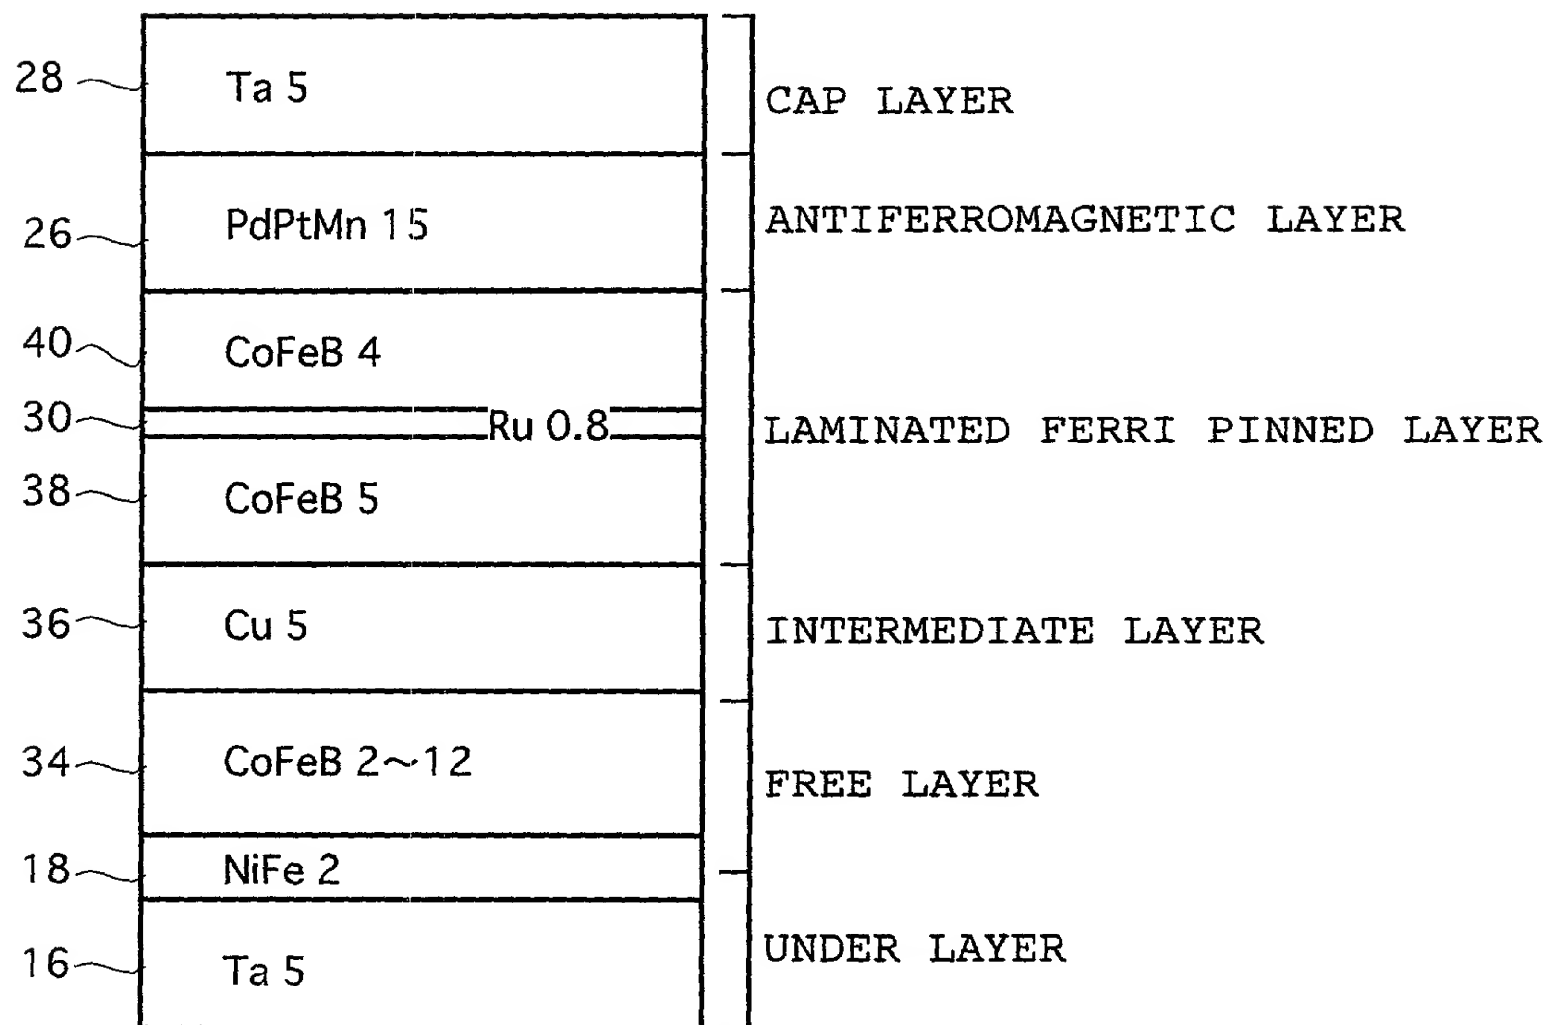 28 Ta 5 CAP LAYER
26 PdPtMn 15 ANTIFERROMAGNETIC LAYER
40 CoFeB 4
30 Ru 0.8 LAMINATED FERRI PINNED LAYER
38 CoFeB 5
36 Cu 5 INTERMEDIATE LAYER
34 CoFeB 2~12 FREE LAYER
18 NiFe 2
16 Ta 5 UNDER LAYER